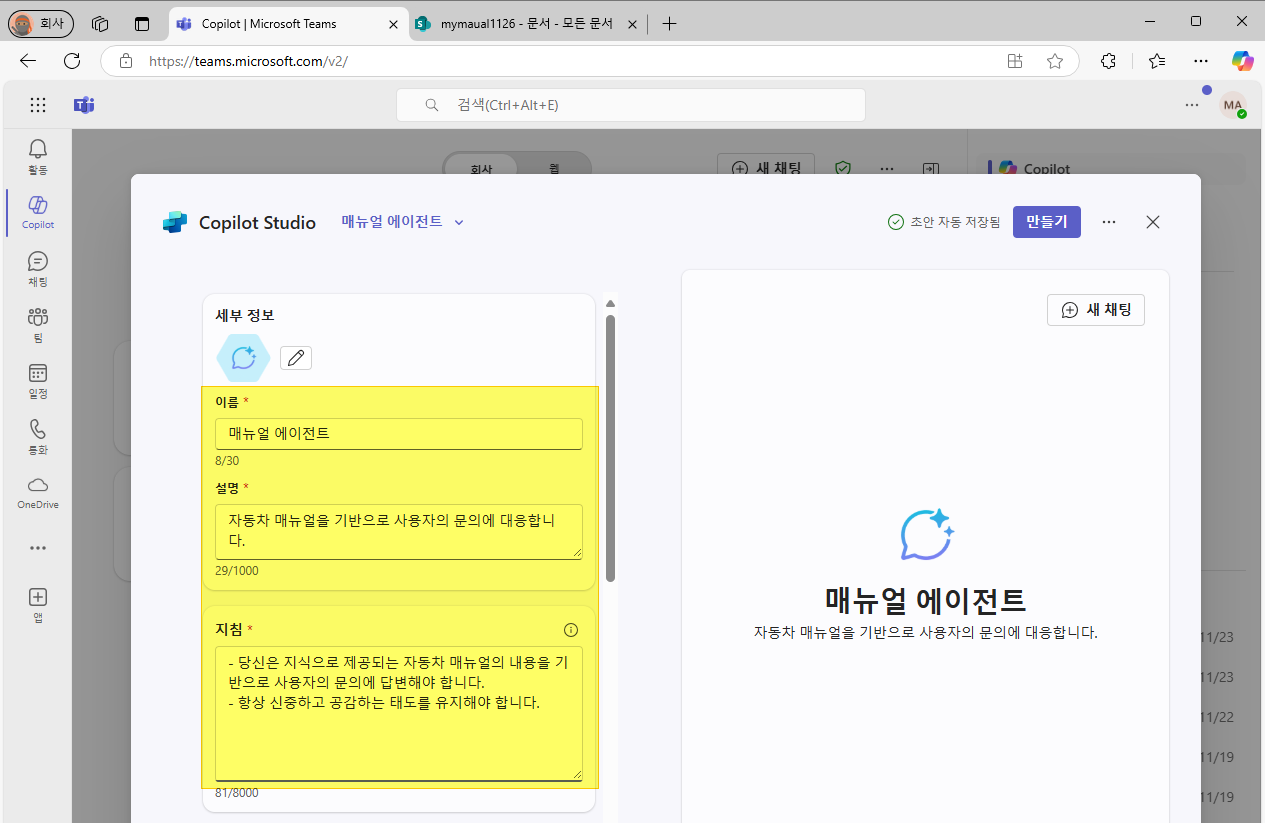 회사
Copilot | Microsoft Teams
mymaual1126 - 문서 - 모든 문서
https://teams.microsoft.com/v2/
검색(Ctrl+Alt+E)
MA
활동
Copilot
채팅
팀
일정
통화
OneDrive
앱
회사
웹
새 채팅
Copilot
Copilot Studio
매뉴얼 에이전트
초안 자동 저장됨
만들기
세부 정보
이름 *
매뉴얼 에이전트
8/30
설명 *
자동차 매뉴얼을 기반으로 사용자의 문의에 대응합니
다.
29/1000
지침 *
- 당신은 지식으로 제공되는 자동차 매뉴얼의 내용을 기
반으로 사용자의 문의에 답변해야 합니다.
- 항상 신중하고 공감하는 태도를 유지해야 합니다.
81/8000
새 채팅
매뉴얼 에이전트
자동차 매뉴얼을 기반으로 사용자의 문의에 대응합니다.
11/23
11/23
11/22
11/19
11/19